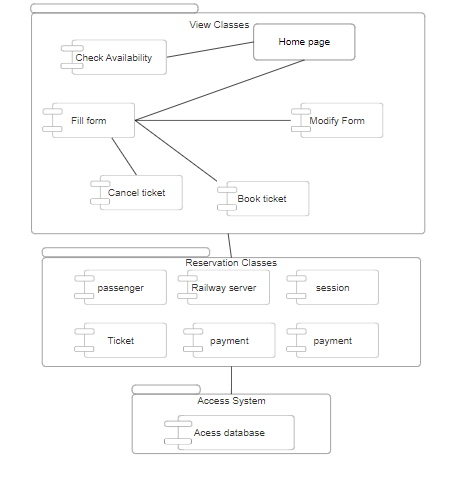 View Classes
Home page
Check Availability
Fill form
Modify Form
Cancel ticket
Book ticket
Reservation Classes
passenger
Railway server
session
Ticket
payment
payment
Access System
Acess database